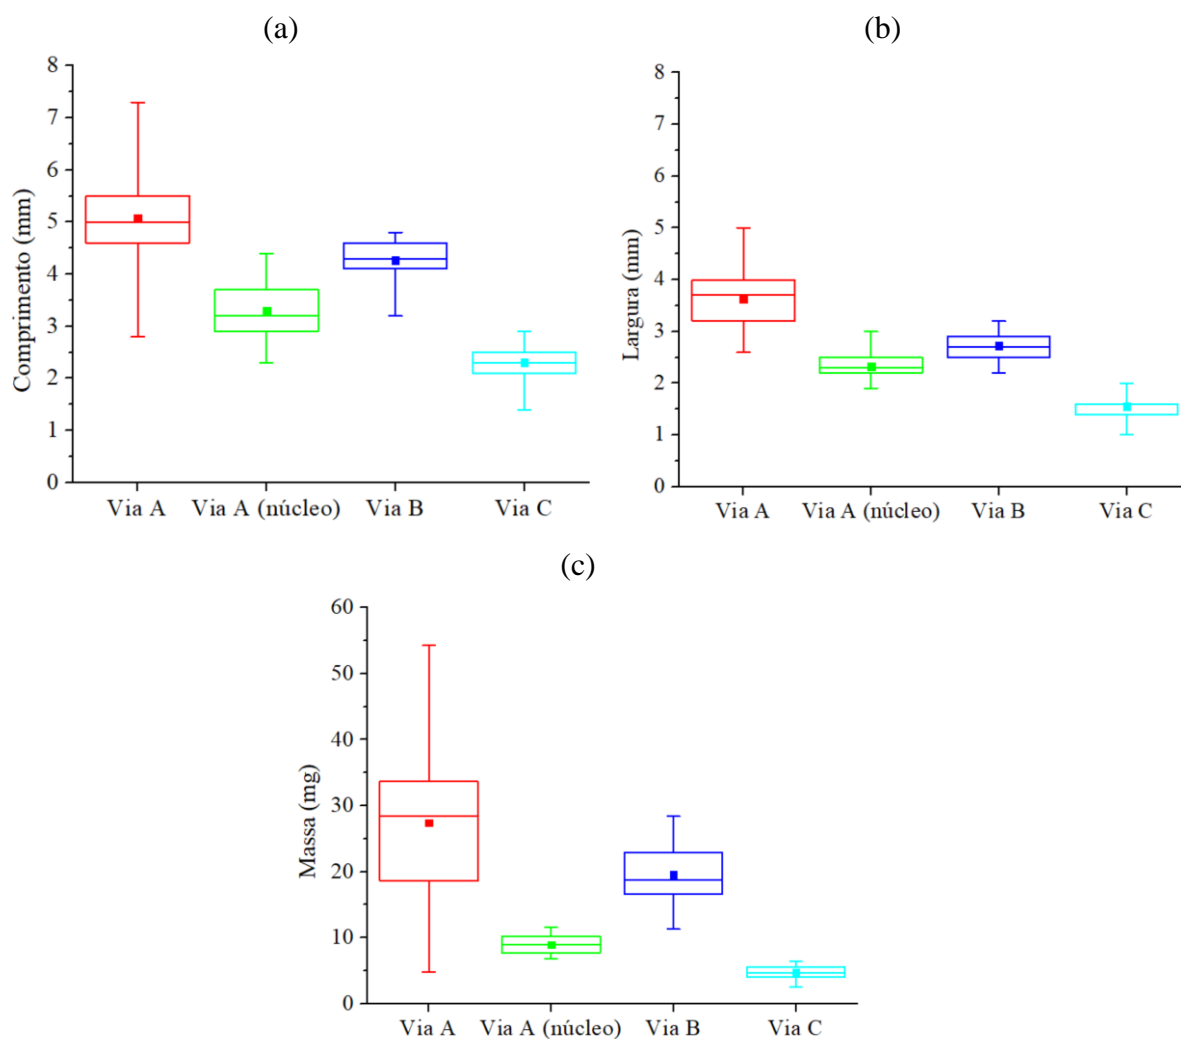 (a)
(b)
8
7
6
5
4
3
2
1
0
Comprimento (mm)
Via A
Via A (núcleo)
Via B
Via C
8
7
6
5
4
3
2
1
0
Largura (mm)
Via A
Via A (núcleo)
Via B
Via C
(c)
60
50
40
30
20
10
0
Massa (mg)
Via A
Via A (núcleo)
Via B
Via C